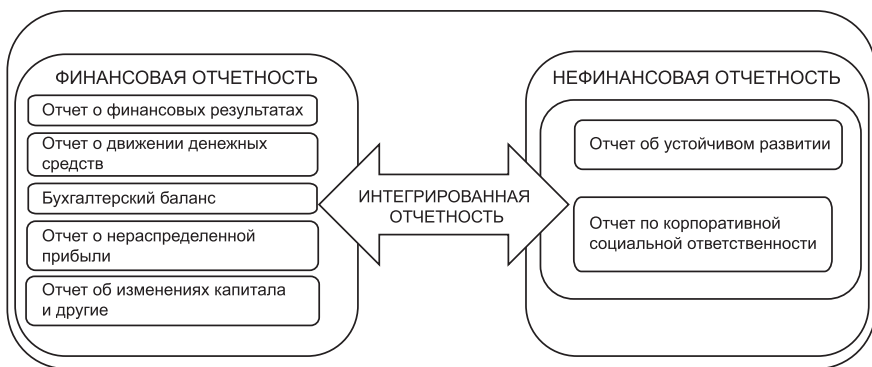 ФИНАНСОВАЯ ОТЧЕТНОСТЬ
Отчет о финансовых результатах
Отчет о движении денежных
средств
Бухгалтерский баланс
Отчет о нераспределенной
прибыли
Отчет об изменениях капитала
и другие
ИНТЕГРИРОВАННАЯ
ОТЧЕТНОСТЬ
НЕФИНАНСОВАЯ ОТЧЕТНОСТЬ
Отчет об устойчивом развитии
Отчет по корпоративной
социальной ответственности